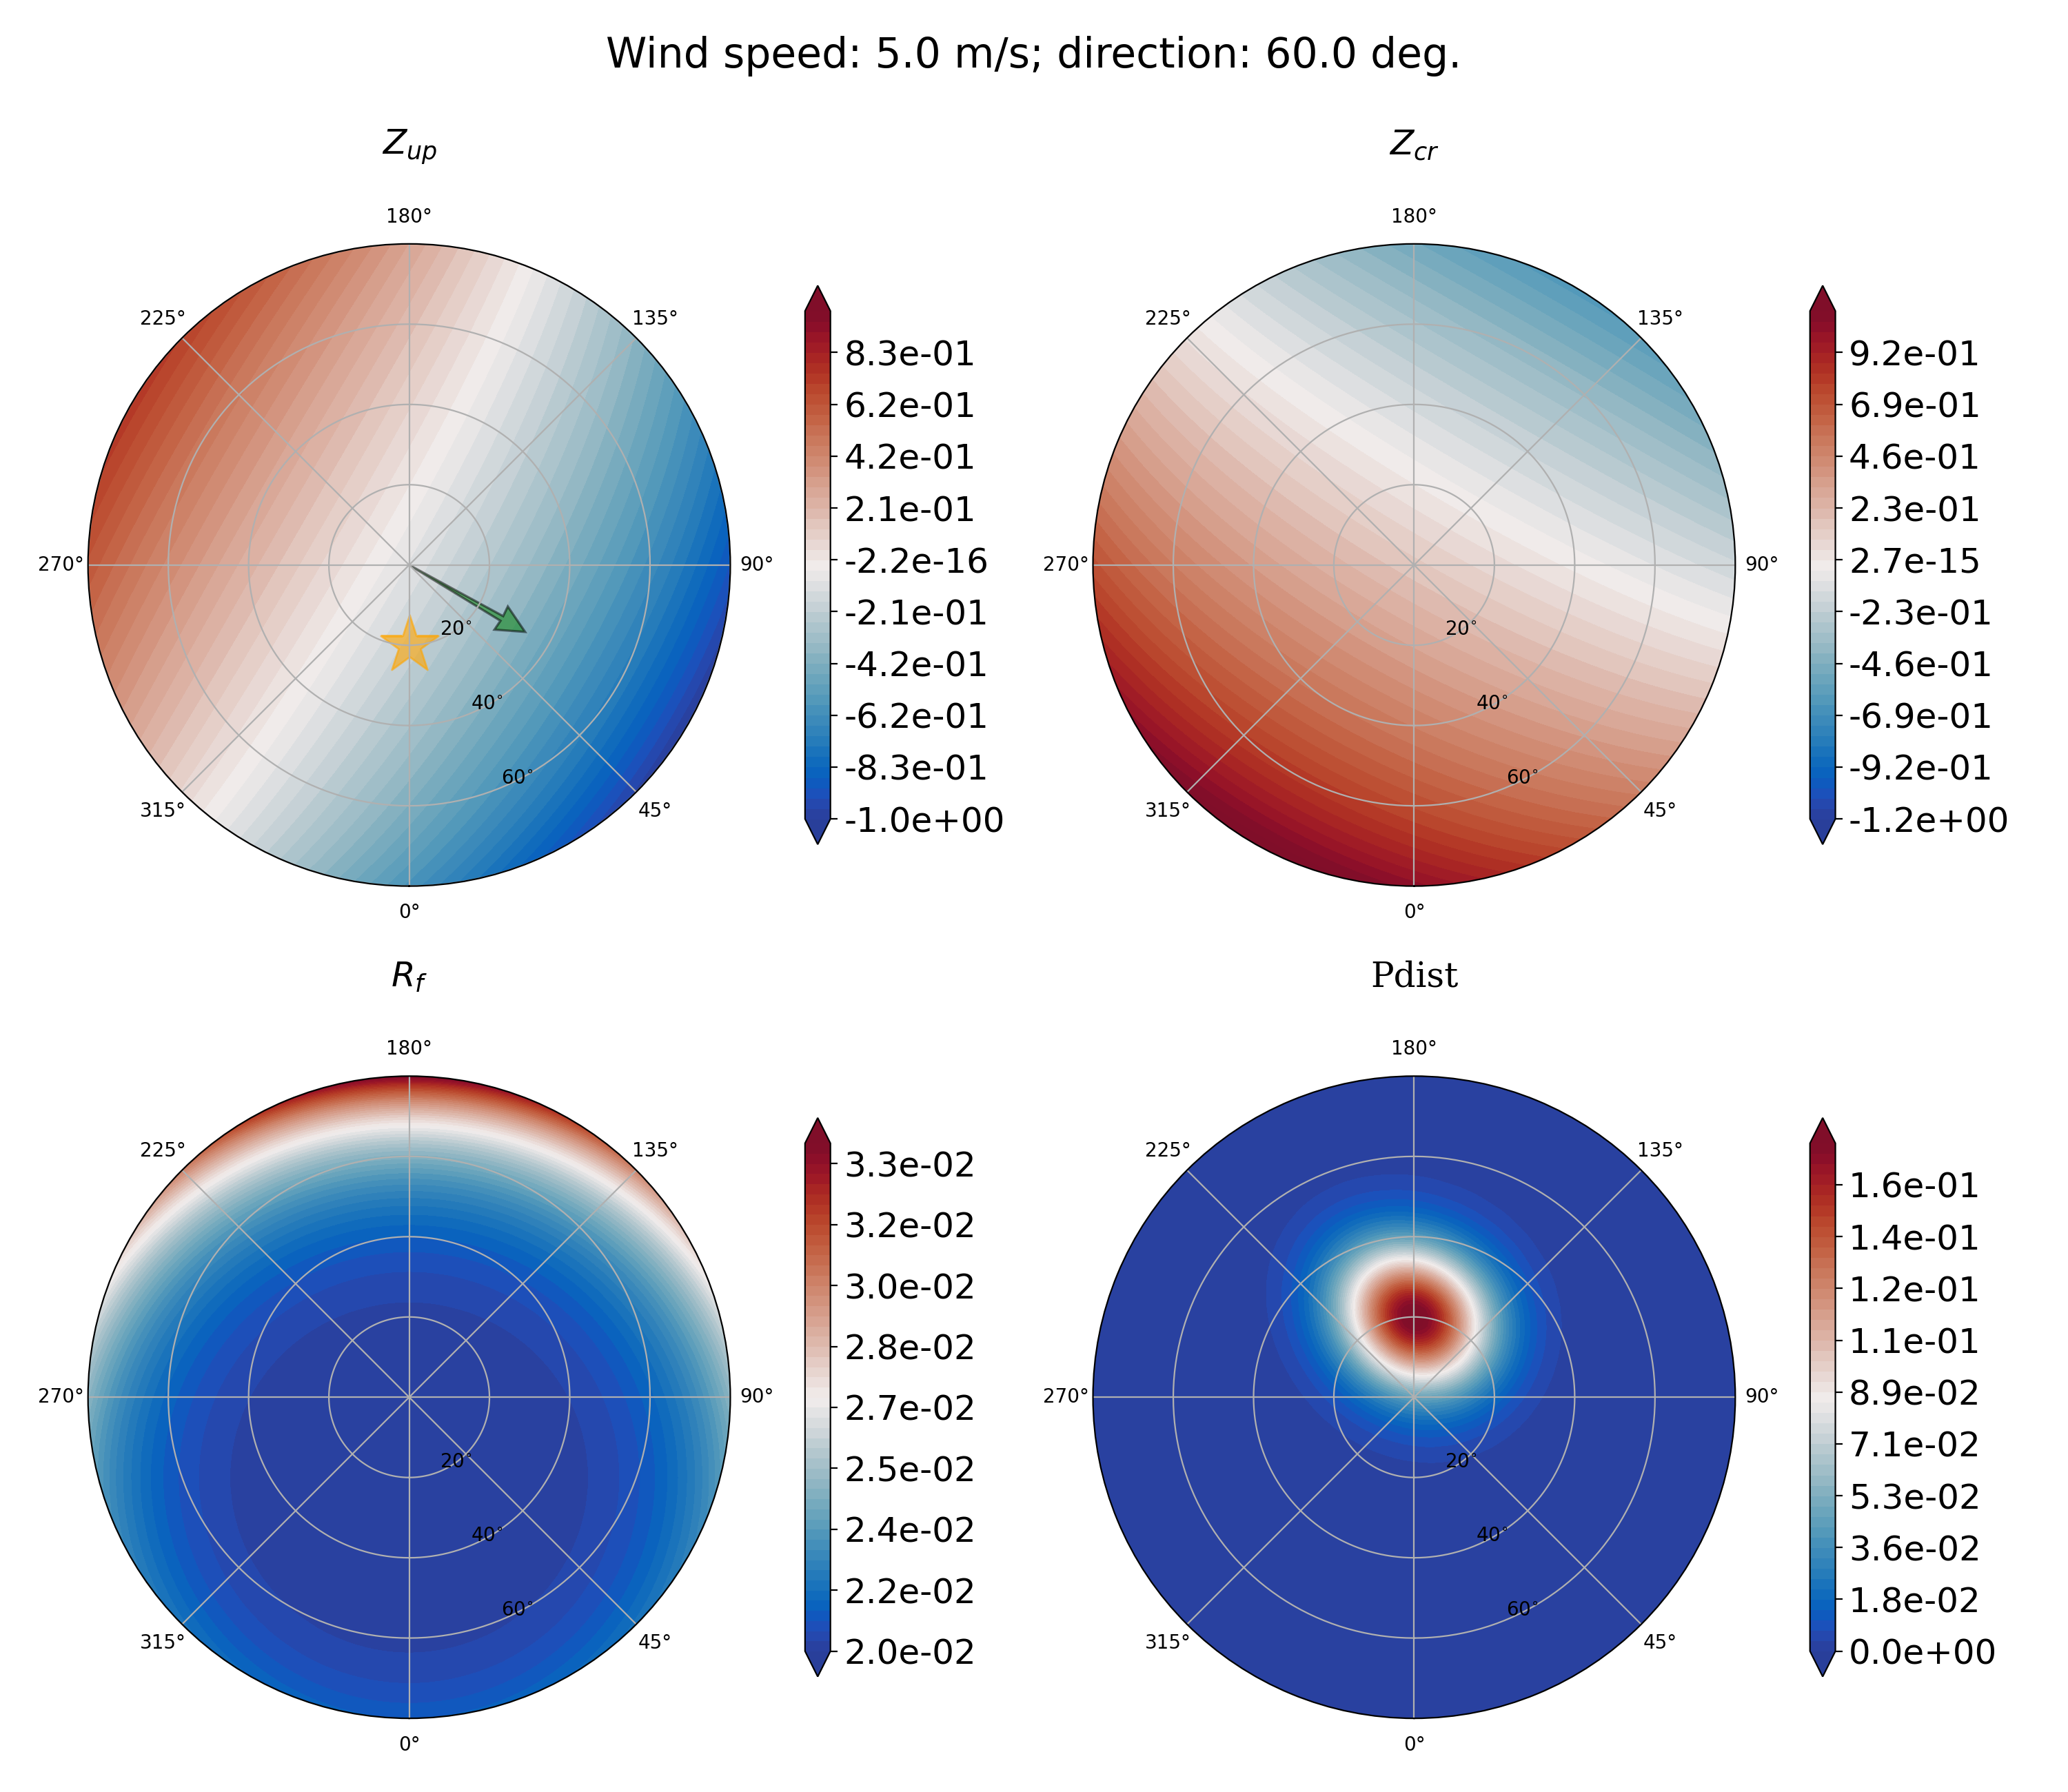 Wind speed: 5.0 m/s; direction: 60.0 deg.
Z_up
180°
225°
135°
270°
90°
20°
40°
60°
315°
45°
0°
8.3e-01
6.2e-01
4.2e-01
2.1e-01
-2.2e-16
-2.1e-01
-4.2e-01
-6.2e-01
-8.3e-01
-1.0e+00
Z_cr
180°
225°
135°
270°
90°
20°
40°
60°
315°
45°
0°
9.2e-01
6.9e-01
4.6e-01
2.3e-01
2.7e-15
-2.3e-01
-4.6e-01
-6.9e-01
-9.2e-01
-1.2e+00
R_f
180°
225°
135°
270°
90°
20°
40°
60°
315°
45°
0°
3.3e-02
3.2e-02
3.0e-02
2.8e-02
2.7e-02
2.5e-02
2.4e-02
2.2e-02
2.0e-02
Pdist
180°
225°
135°
270°
90°
20°
40°
60°
315°
45°
0°
1.6e-01
1.4e-01
1.2e-01
1.1e-01
8.9e-02
7.1e-02
5.3e-02
3.6e-02
1.8e-02
0.0e+00